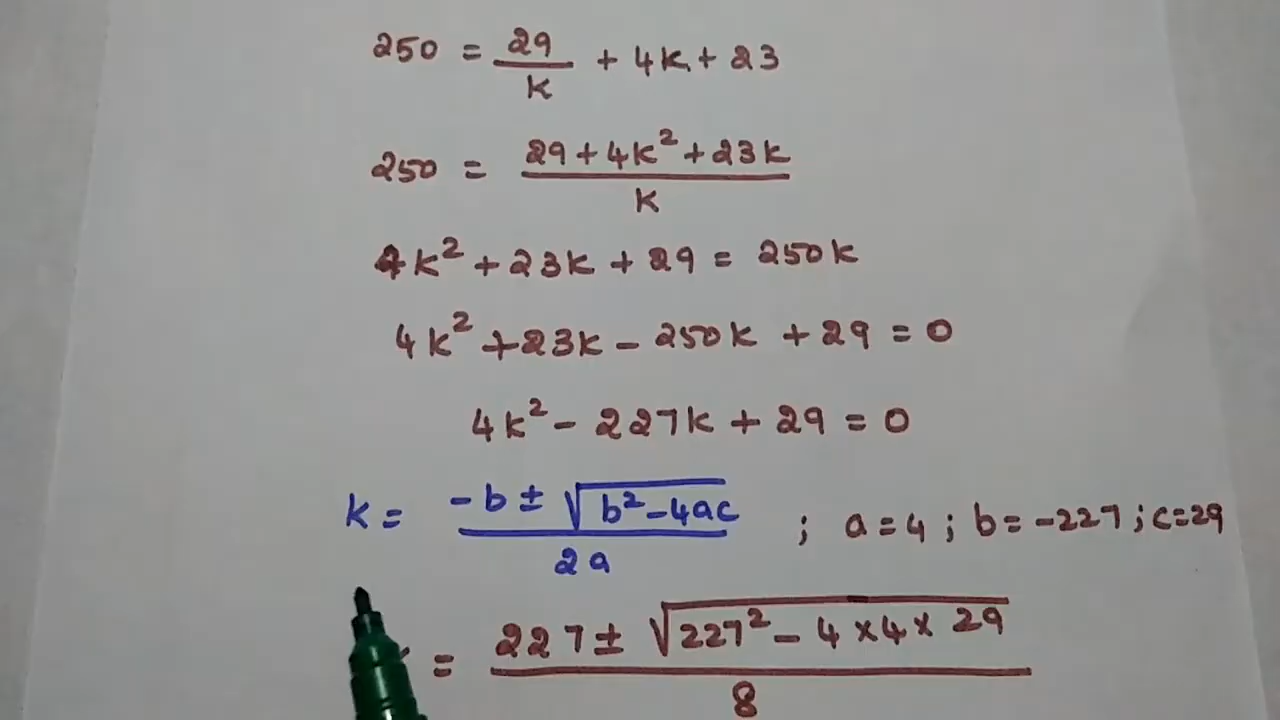 250 = 29/k + 4k + 23
250 = (29 + 4k² + 23k)/k
4k² + 23k + 29 = 250k
4k² + 23k - 250k + 29 = 0
4k² - 227k + 29 = 0
k = (-b ± √(b² - 4ac))/2a ; a = 4 ; b = -227 ; c = 29
= (227 ± √(227² - 4 × 4 × 29))/8